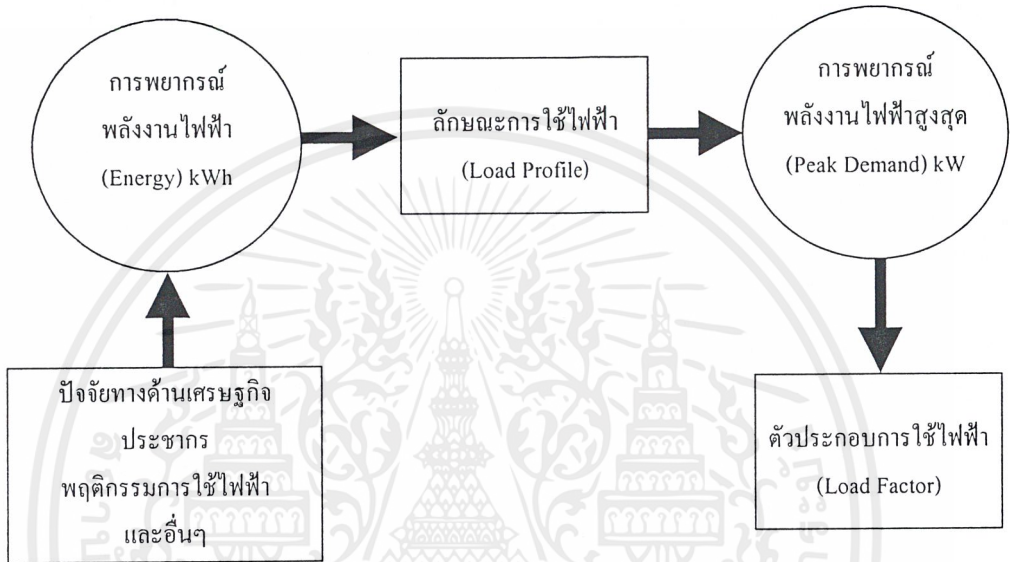 การพยากรณ์
พลังงานไฟฟ้า
(Energy) kWh
ลักษณะการใช้ไฟฟ้า
(Load Profile)
การพยากรณ์
พลังงานไฟฟ้าสูงสุด
(Peak Demand) kW
ปัจจัยทางด้านเศรษฐกิจ
ประชากร
พฤติกรรมการใช้ไฟฟ้า
และอื่นๆ
ตัวประกอบการใช้ไฟฟ้า
(Load Factor)